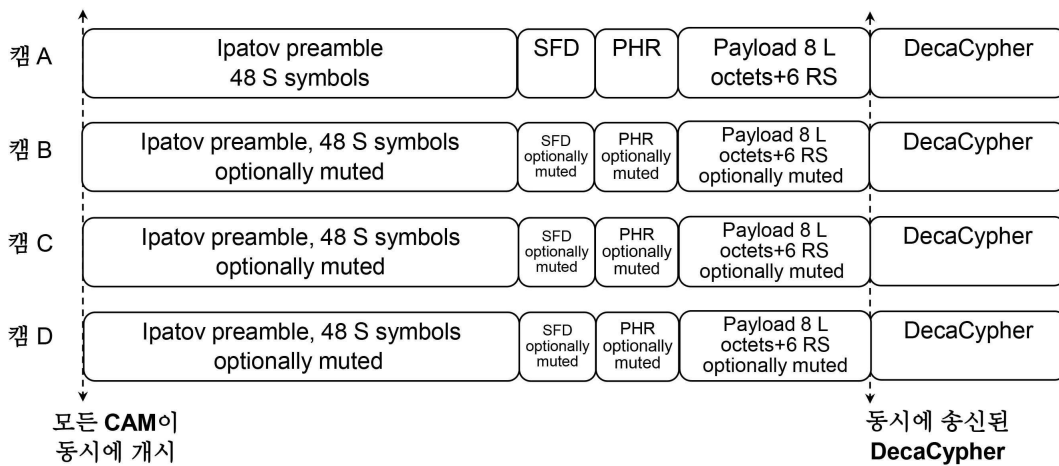 캠 A
Ipatov preamble
48 S symbols
SFD
PHR
Payload 8 L
octets+6 RS
DecaCypher
캠 B
Ipatov preamble, 48 S symbols
optionally muted
SFD
optionally
muted
PHR
optionally
muted
Payload 8 L
octets+6 RS
optionally muted
DecaCypher
캠 C
Ipatov preamble, 48 S symbols
optionally muted
SFD
optionally
muted
PHR
optionally
muted
Payload 8 L
octets+6 RS
optionally muted
DecaCypher
캠 D
Ipatov preamble, 48 S symbols
optionally muted
SFD
optionally
muted
PHR
optionally
muted
Payload 8 L
octets+6 RS
optionally muted
DecaCypher
모든 CAM이
동시에 개시
동시에 송신된
DecaCypher